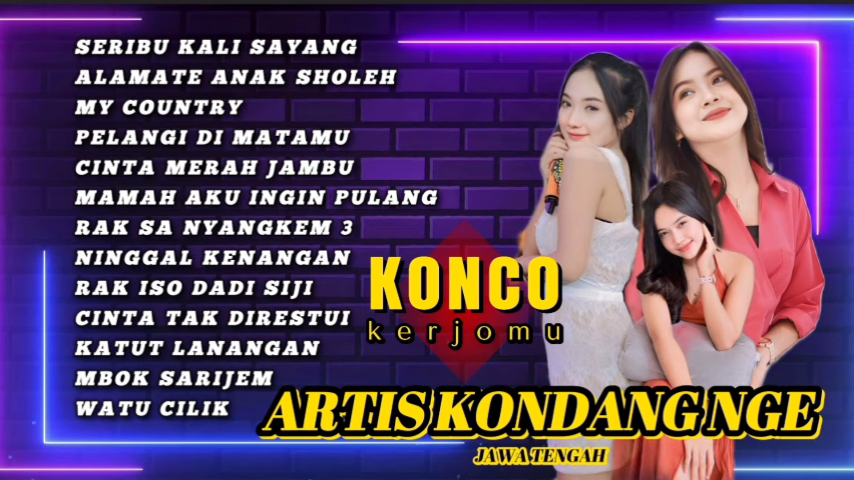 SERIBU KALI SAYANG
ALAMATE ANAK SHOLEH
MY COUNTRY
PELANGI DI MATAMU
CINTA MERAH JAMBU
MAMAH AKU INGIN PULANG
RAK SA NYANGKEM 3
NINGGAL KENANGAN
RAK ISO DADI SIJI
CINTA TAK DIRESTUI
KATUT LANANGAN
MBOK SARIJEM
WATU CILIK
KONCO
kerjomu
ARTIS KONDANG NGE
JAWA TENGAH